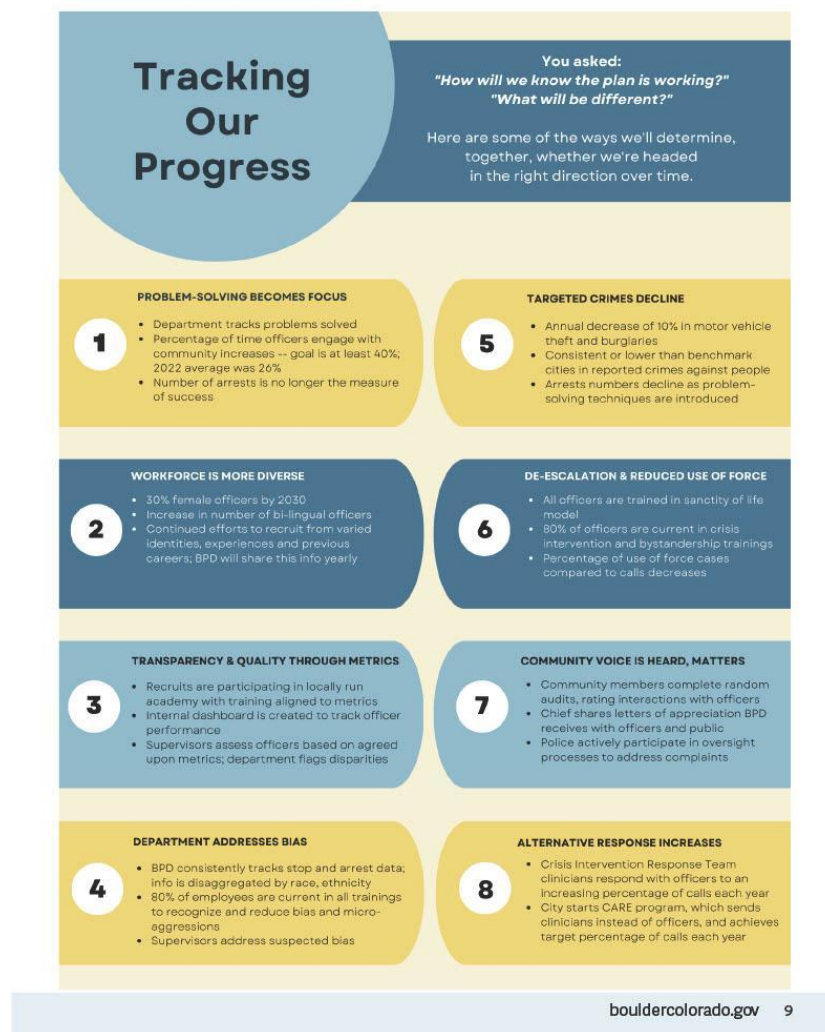 Tracking
Our
Progress
You asked:
"How will we know the plan is working?"
"What will be different?"
Here are some of the ways we'll determine,
together, whether we're headed
in the right direction over time.
1
PROBLEM-SOLVING BECOMES FOCUS
• Department tracks problems solved
• Percentage of time officers engage with
community increases -- goal is at least 40%;
2022 average was 26%
• Number of arrests is no longer the measure
of success
2
WORKFORCE IS MORE DIVERSE
• 30% female officers by 2030
• Increase in number of bi-lingual officers
• Continued efforts to recruit from varied
identities, experiences and previous
careers; BPD will share this info yearly
3
TRANSPARENCY & QUALITY THROUGH METRICS
• Recruits are participating in locally run
academy with training aligned to metrics
• Internal dashboard is created to track officer
performance
• Supervisors assess officers based on agreed
upon metrics; department flags disparities
4
DEPARTMENT ADDRESSES BIAS
• BPD consistently tracks stop and arrest data;
info is disaggregated by race, ethnicity
• 80% of employees are current in all trainings
to recognize and reduce bias and micro-
aggressions
• Supervisors address suspected bias
5
TARGETED CRIMES DECLINE
• Annual decrease of 10% in motor vehicle
theft and burglaries
• Consistent or lower than benchmark
cities in reported crimes against people
• Arrests numbers decline as problem-
solving techniques are introduced
6
DE-ESCALATION & REDUCED USE OF FORCE
• All officers are trained in sanctity of life
model
• 80% of officers are current in crisis
intervention and bystandership trainings
• Percentage of use of force cases
compared to calls decreases
7
COMMUNITY VOICE IS HEARD, MATTERS
• Community members complete random
audits, rating interactions with officers
• Chief shares letters of appreciation BPD
receives with officers and public
• Police actively participate in oversight
processes to address complaints
8
ALTERNATIVE RESPONSE INCREASES
• Crisis Intervention Response Team
clinicians respond with officers to an
increasing percentage of calls each year
• City starts CARE program, which sends
clinicians instead of officers, and achieves
target percentage of calls each year
bouldercolorado.gov 9